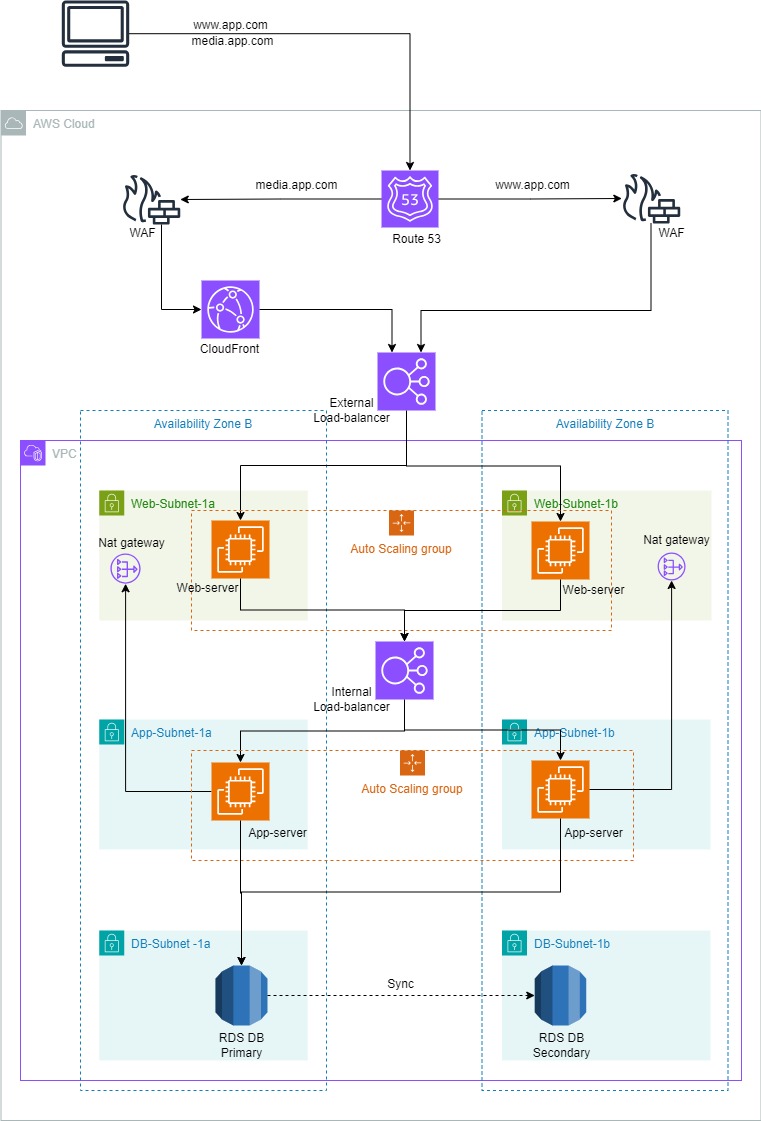 www.app.com
media.app.com
AWS Cloud
media.app.com
www.app.com
53
WAF
WAF
Route 53
CloudFront
External
Load-balancer
Availability Zone B
Availability Zone B
VPC
Web-Subnet-1a
Web-Subnet-1b
Nat gateway
Auto Scaling group
Nat gateway
Web-server
Web-server
Internal
Load-balancer
App-Subnet-1a
App-Subnet-1b
Auto Scaling group
App-server
App-server
DB-Subnet -1a
DB-Subnet-1b
Sync
RDS DB
Primary
RDS DB
Secondary